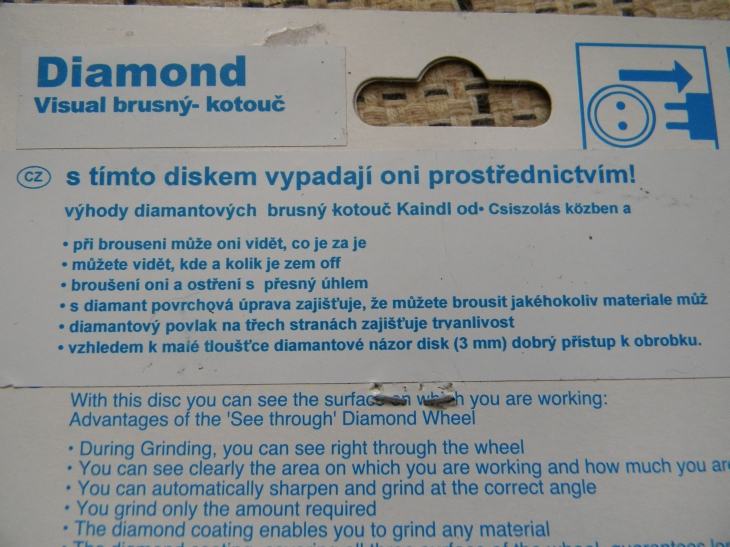 Diamond
Visual brusný- kotouč
CZ s tímto diskem vypadají oni prostřednictvím!
výhody diamantových brusný kotouč Kaindl od• Csiszolás közben a
• při brouseni může oni vidět, co je za je
• můžete vidět, kde a kolik je zem off
• broušení oni a ostření s přesný úhlem
• s diamant povrchová úprava zajišťuje, že můžete brousit jakéhokoliv materiale můž
• diamantový povlak na třech stranách zajišťuje trvanlivost
• vzhledem k maié tloušťce diamantové názor disk (3 mm) dobrý přístup k obrobku.
With this disc you can see the surface on which you are working:
Advantages of the 'See through' Diamond Wheel
• During Grinding, you can see right through the wheel
• You can see clearly the area on which you are working and how much you are
• You can automatically sharpen and grind at the correct angle
• You grind only the amount required
• The diamond coating enables you to grind any material